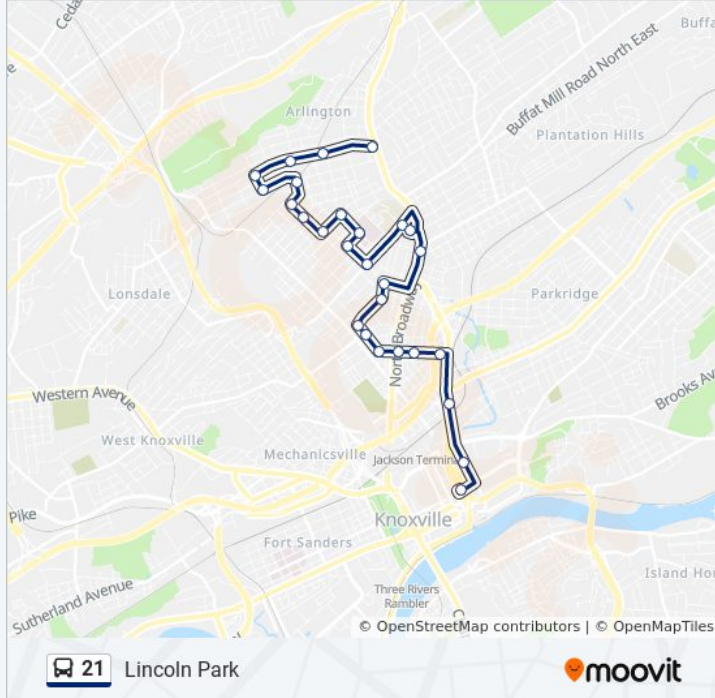 Ceda
Buffa
Buffat Mill Road North East
Arlington
Plantation Hills
Lonsdale
Parkridge
North Broadway
Western Avenue
Brooks Av
West Knoxville
Mechanicsville
Jackson Termina
Pike
Knoxville
Fort Sanders
Island Hom
Sutherland Avenue
Three Rivers
Rambler
© OpenStreetMap contributors | © OpenMapTiles
21 Lincoln Park
moovit